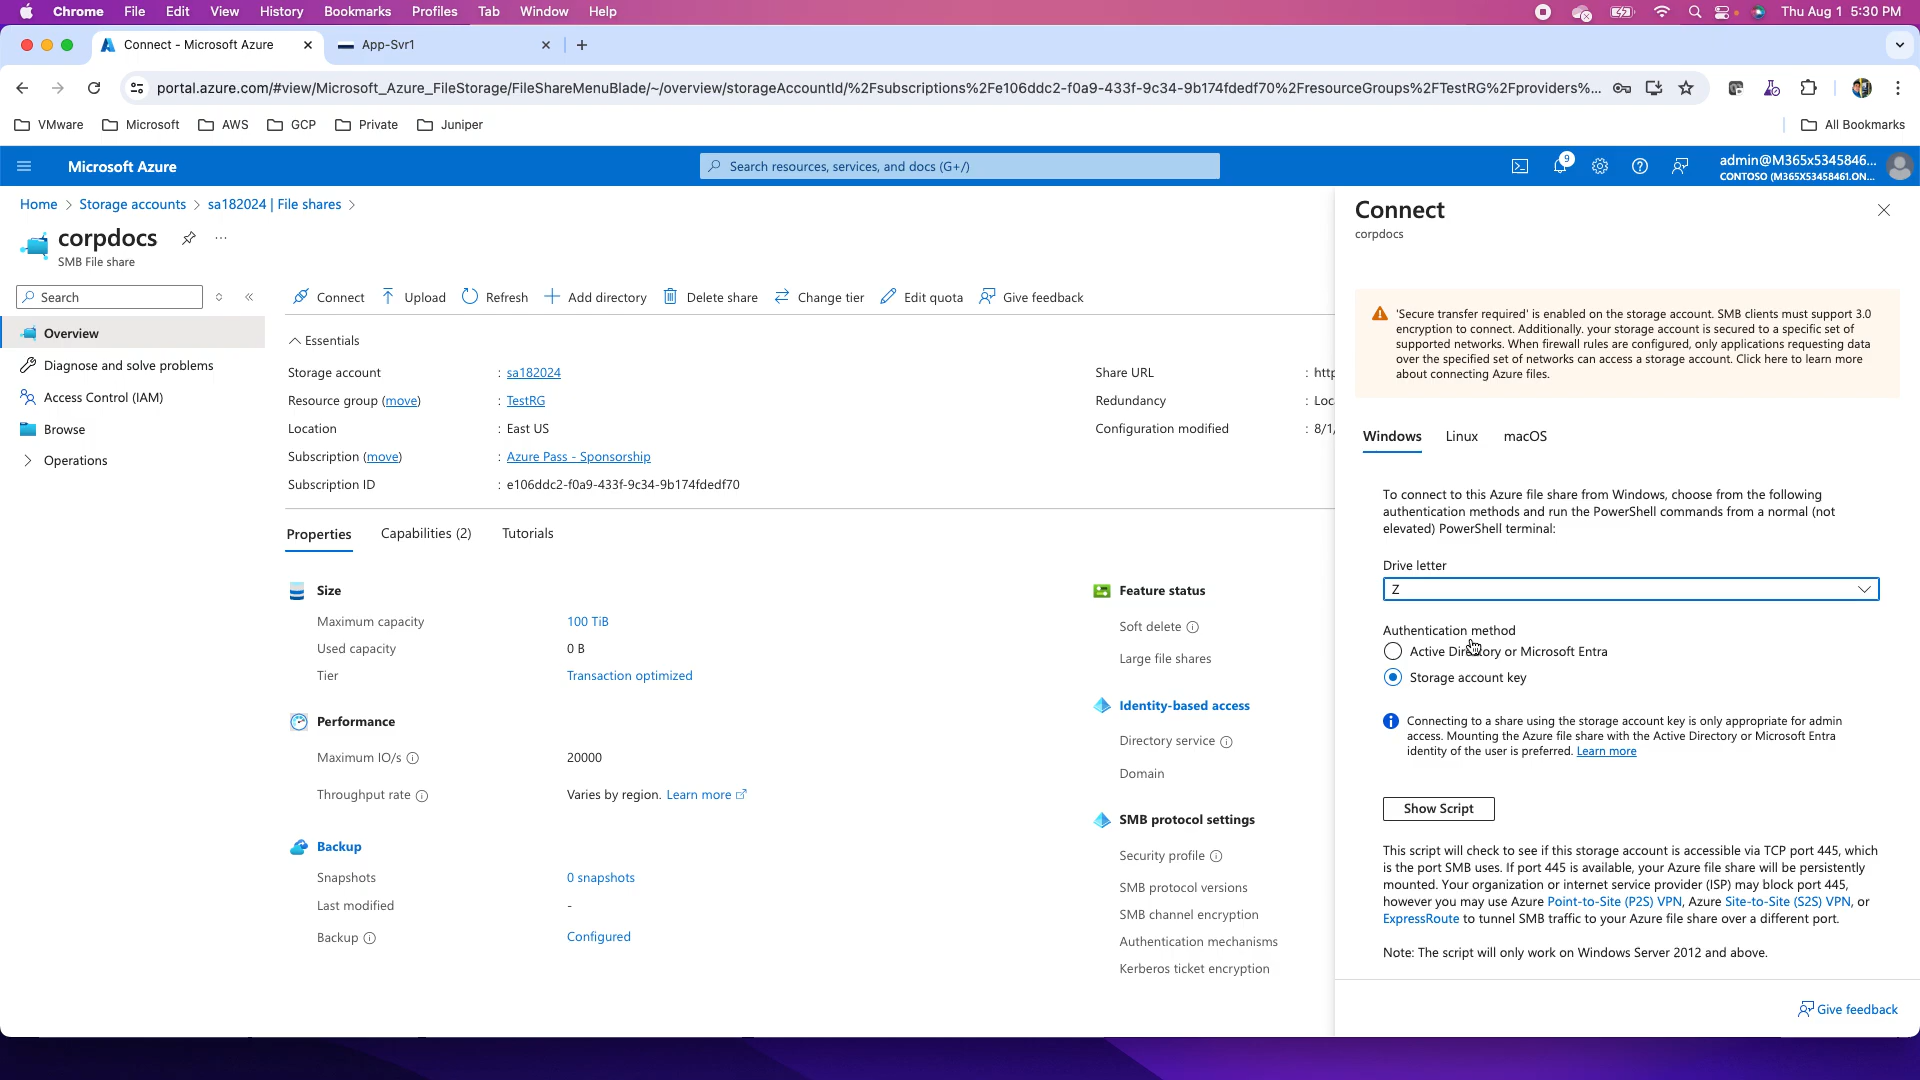 Chrome File Edit View History Bookmarks Profiles Tab Window Help Thu Aug 1 5:30 PM
Connect - Microsoft Azure
App-Svr1
portal.azure.com/#view/Microsoft_Azure_FileStorage/FileShareMenuBlade/~/overview/storageAccountId/%2Fsubscriptions%2Fe106ddc2-f0a9-433f-9c34-9b174fdedf70%2FresourceGroups%2FTestRG%2Fproviders%...
VMware Microsoft AWS GCP Private Juniper All Bookmarks
Microsoft Azure
Search resources, services, and docs (G+/)
9
admin@M365x5345846...
CONTOSO (M365X53458461.ON...
Home > Storage accounts > sa182024 | File shares >
corpdocs
SMB File share
Search
Overview
Diagnose and solve problems
Access Control (IAM)
Browse
Operations
Connect Upload Refresh Add directory Delete share Change tier Edit quota Give feedback
Essentials
Storage account : sa182024
Resource group (move) : TestRG
Location : East US
Subscription (move) : Azure Pass - Sponsorship
Subscription ID : e106ddc2-f0a9-433f-9c34-9b174fdedf70
Share URL : http
Redundancy : Loc
Configuration modified : 8/1/
Properties Capabilities (2) Tutorials
Size
Maximum capacity 100 TiB
Used capacity 0 B
Tier Transaction optimized
Performance
Maximum IO/s 20000
Throughput rate Varies by region. Learn more
Backup
Snapshots 0 snapshots
Last modified -
Backup Configured
Feature status
Soft delete
Large file shares
Identity-based access
Directory service
Domain
SMB protocol settings
Security profile
SMB protocol versions
SMB channel encryption
Authentication mechanisms
Kerberos ticket encryption
Connect
corpdocs
'Secure transfer required' is enabled on the storage account. SMB clients must support 3.0
encryption to connect. Additionally. your storage account is secured to a specific set of
supported networks. When firewall rules are configured, only applications requesting data
over the specified set of networks can access a storage account. Click here to learn more
about connecting Azure files.
Windows Linux macOS
To connect to this Azure file share from Windows, choose from the following
authentication methods and run the PowerShell commands from a normal (not
elevated) PowerShell terminal:
Drive letter
Z
Authentication method
Active Directory or Microsoft Entra
Storage account key
Connecting to a share using the storage account key is only appropriate for admin
access. Mounting the Azure file share with the Active Directory or Microsoft Entra
identity of the user is preferred. Learn more
Show Script
This script will check to see if this storage account is accessible via TCP port 445, which
is the port SMB uses. If port 445 is available, your Azure file share will be persistently
mounted. Your organization or internet service provider (ISP) may block port 445,
however you may use Azure Point-to-Site (P2S) VPN, Azure Site-to-Site (S2S) VPN, or
ExpressRoute to tunnel SMB traffic to your Azure file share over a different port.
Note: The script will only work on Windows Server 2012 and above.
Give feedback